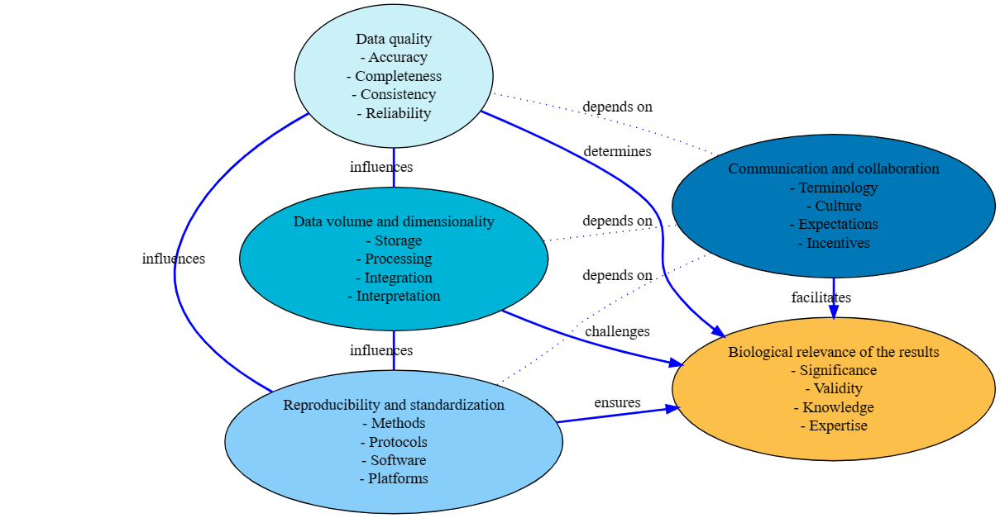 Data quality
- Accuracy
- Completeness
- Consistency
- Reliability
depends on
determines
influences
Communication and collaboration
- Terminology
- Culture
- Expectations
- Incentives
Data volume and dimensionality
- Storage
- Processing
- Integration
- Interpretation
depends on
influences
depends on
facilitates
challenges
influences
Biological relevance of the results
- Significance
- Validity
- Knowledge
- Expertise
Reproducibility and standardization
- Methods
- Protocols
- Software
- Platforms
ensures